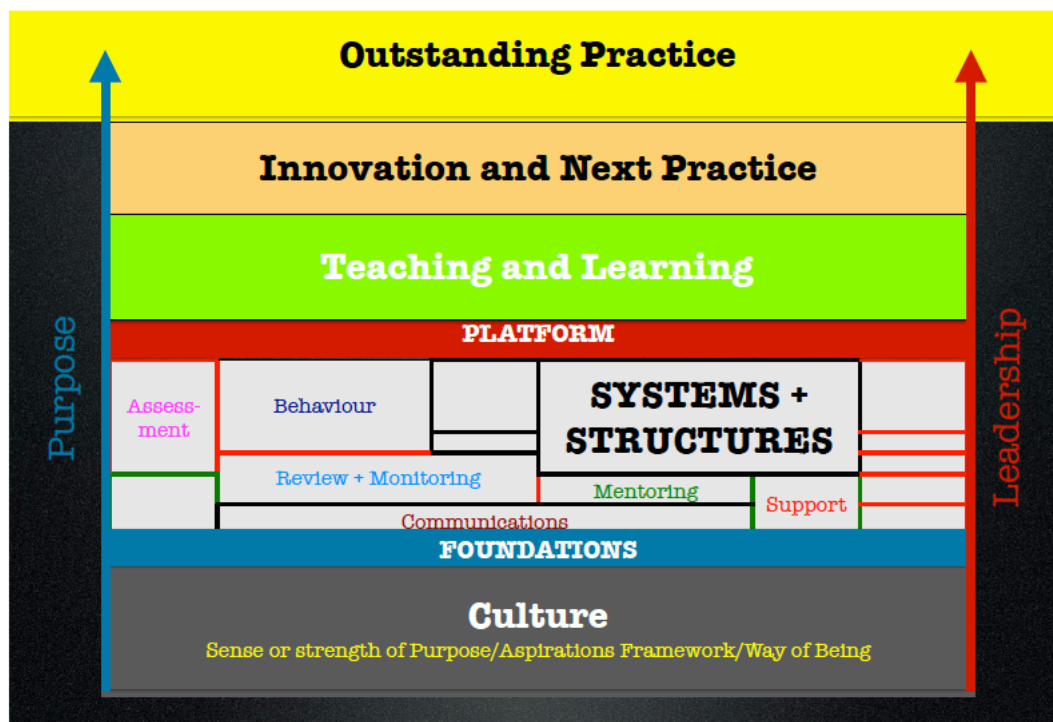 Outstanding Practice
Innovation and Next Practice
Teaching and Learning
Purpose
Leadership
PLATFORM
Assess-
ment
Behaviour
SYSTEMS +
STRUCTURES
Review + Monitoring
Mentoring
Support
Communications
FOUNDATIONS
Culture
Sense or strength of Purpose/Aspirations Framework/Way of Being